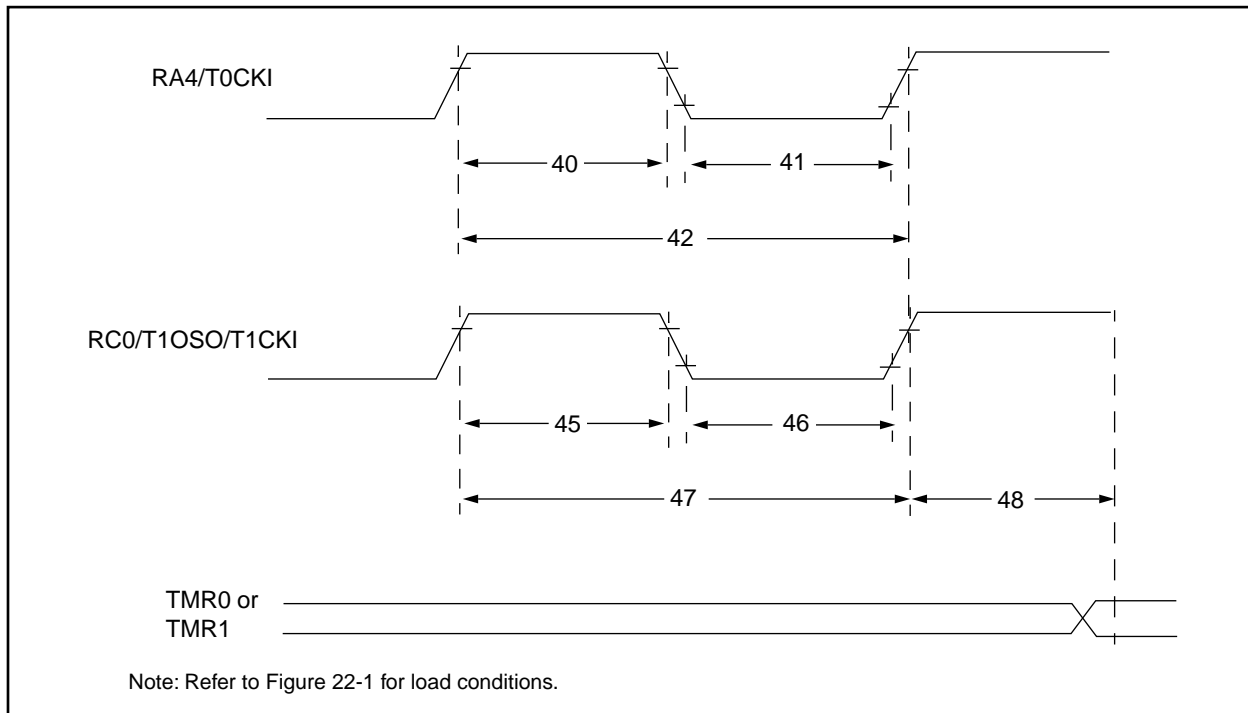 RA4/T0CKI
40
41
42
RC0/T1OSO/T1CKI
45
46
47
48
TMR0 or
TMR1
Note: Refer to Figure 22-1 for load conditions.